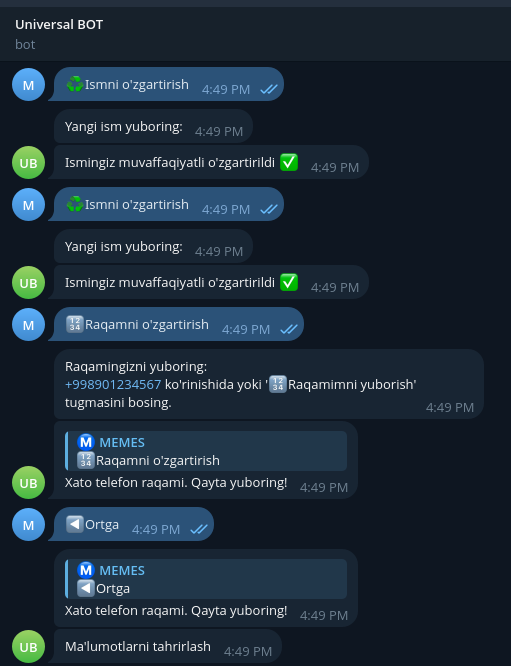 Universal BOT
bot
M
♻️Ismni o'zgartirish 4:49 PM
Yangi ism yuboring: 4:49 PM
UB
Ismingiz muvaffaqiyatli o'zgartirildi ✅ 4:49 PM
M
♻️Ismni o'zgartirish 4:49 PM
Yangi ism yuboring: 4:49 PM
UB
Ismingiz muvaffaqiyatli o'zgartirildi ✅ 4:49 PM
M
🔢Raqamni o'zgartirish 4:49 PM
Raqamingizni yuboring:
+998901234567 ko'rinishida yoki '🔢Raqamimni yuborish'
tugmasini bosing. 4:49 PM
Ⓜ️ MEMES
🔢Raqamni o'zgartirish
UB
Xato telefon raqami. Qayta yuboring! 4:49 PM
M
◀️Ortga 4:49 PM
Ⓜ️ MEMES
◀️Ortga
Xato telefon raqami. Qayta yuboring! 4:49 PM
UB
Ma'lumotlarni tahrirlash 4:49 PM